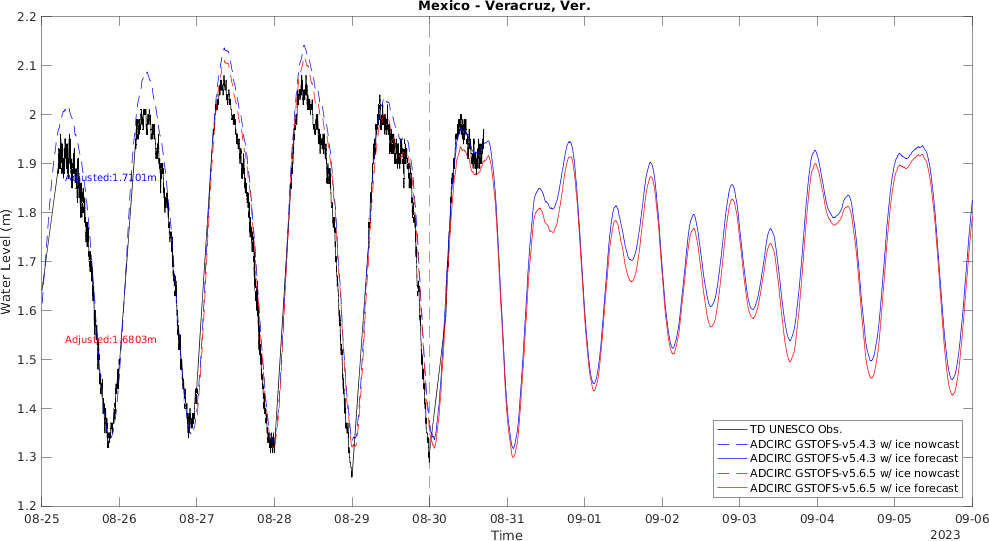 Mexico - Veracruz, Ver.
2.2
2.1
2
1.9
1.8
1.7
1.6
1.5
1.4
1.3
1.2
Water Level (m)
Adjusted:1.7101m
Adjusted:1.6803m
TD UNESCO Obs.
ADCIRC GSTOFS-v5.4.3 w/ ice nowcast
ADCIRC GSTOFS-v5.4.3 w/ ice forecast
ADCIRC GSTOFS-v5.6.5 w/ ice nowcast
ADCIRC GSTOFS-v5.6.5 w/ ice forecast
08-25 08-26 08-27 08-28 08-29 08-30 08-31 09-01 09-02 09-03 09-04 09-05 09-06
Time
2023